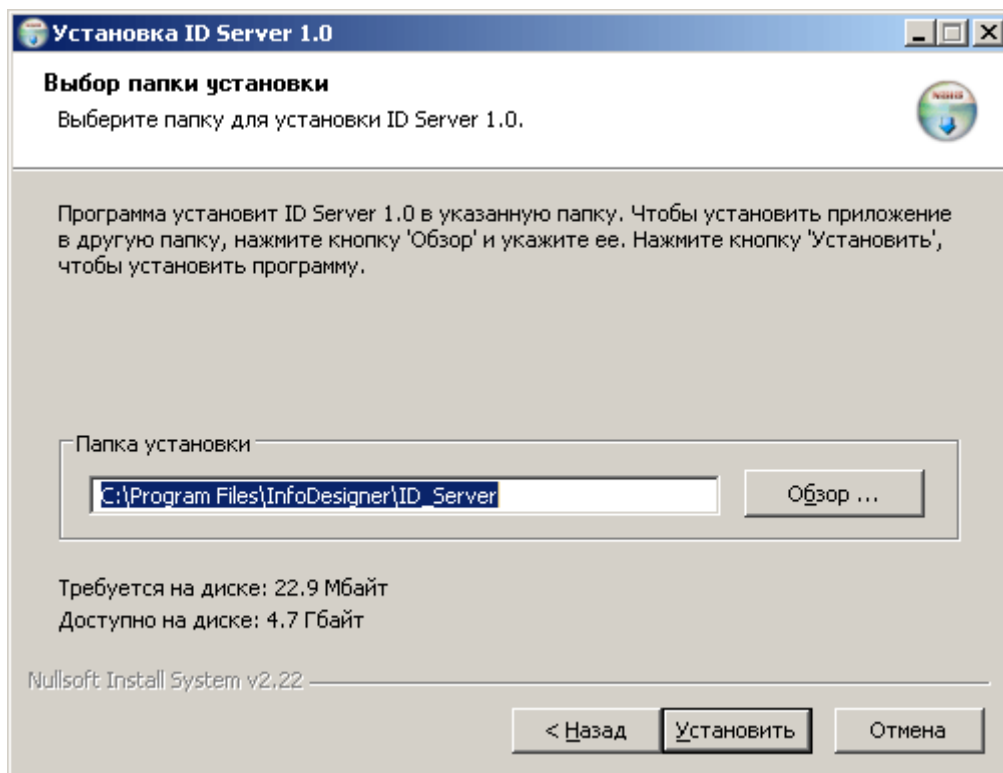 Установка ID Server 1.0
Выбор папки установки
Выберите папку для установки ID Server 1.0.
Программа установит ID Server 1.0 в указанную папку. Чтобы установить приложение
в другую папку, нажмите кнопку 'Обзор' и укажите ее. Нажмите кнопку 'Установить',
чтобы установить программу.
Папка установки
C:\Program Files\InfoDesigner\ID_Server
Обзор ...
Требуется на диске: 22.9 Мбайт
Доступно на диске: 4.7 Гбайт
Nullsoft Install System v2.22
< Назад
Установить
Отмена